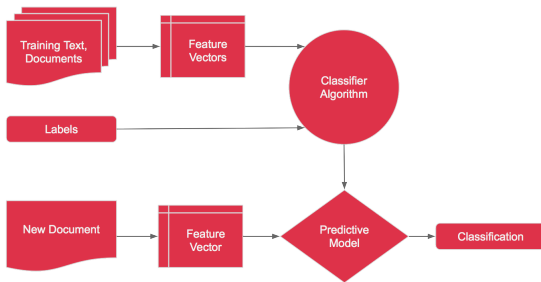 Training Text,
Documents
Feature
Vectors
Classifier
Algorithm
Labels
New Document
Feature
Vector
Predictive
Model
Classification